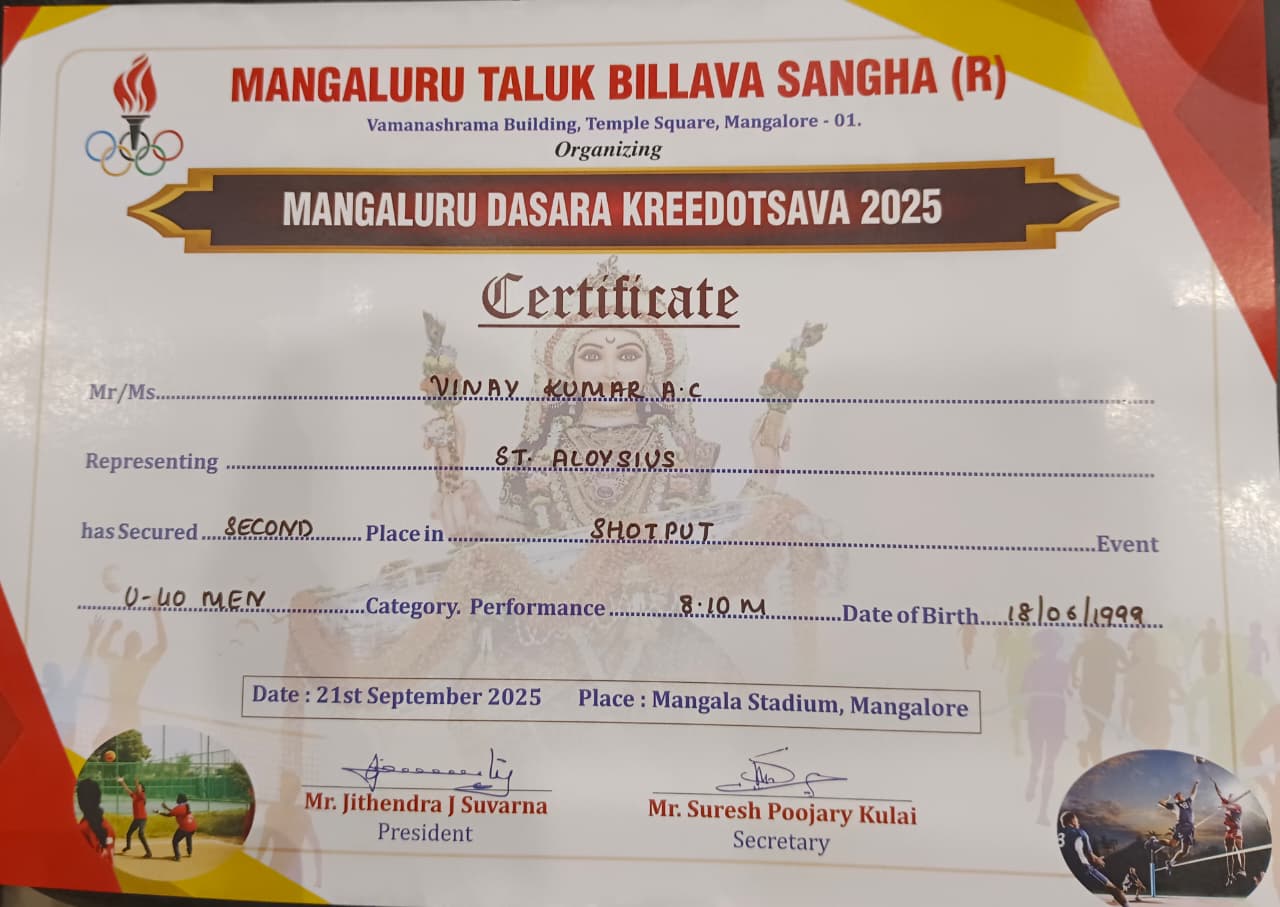 MANGALURU TALUK BILLAVA SANGHA (R)
Vamanashrama Building, Temple Square, Mangalore - 01.
Organizing
MANGALURU DASARA KREEDOTSAVA 2025
Certificate
Mr/Ms. VINAY KUMAR A.C
Representing ST. ALOYSIUS
has Secured SECOND Place in SHOT PUT Event
U-40 MEN Category. Performance 8.10 M Date of Birth 18/06/1999
Date : 21st September 2025 Place : Mangala Stadium, Mangalore
Mr. Jithendra J Suvarna Mr. Suresh Poojary Kulai
President Secretary